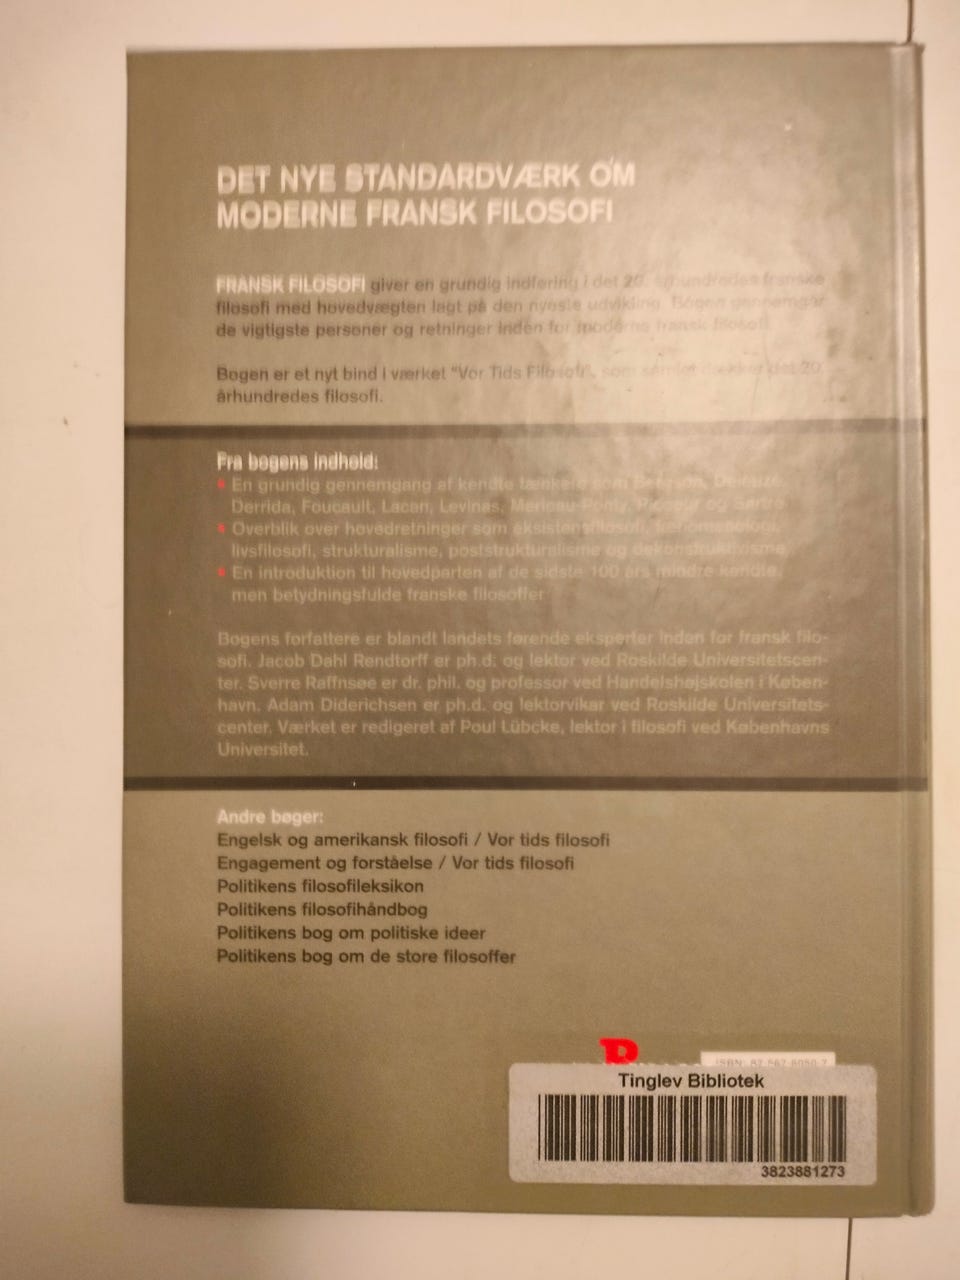 DET NYE STANDARDVÆRK OM
MODERNE FRANSK FILOSOFI
FRANSK FILOSOFI giver en grundig indføring i det 20. århundredes franske
filosofi med hovedvægten lagt på den nyeste udvikling. Bogen gennemgår
de vigtigste personer og retninger inden for moderne fransk filosofi.
Bogen er et nyt bind i værket "Vor Tids Filosofi", som samlet dækker det 20.
århundredes filosofi.
Fra bogens indhold:
En grundig gennemgang af kendte tænkere som Bergson, Deleuze,
Derrida, Foucault, Lacan, Levinas, Merleau-Ponty, Ricoeur og Sartre
Overblik over hovedretninger som eksistensfilosofi, fænomenologi,
livsfilosofi, strukturalisme, poststrukturalisme og dekonstruktivisme
En introduktion til hovedparten af de sidste 100 års mindre kendte,
men betydningsfulde franske filosoffer
Bogens forfattere er blandt landets førende eksperter inden for fransk filo-
sofi. Jacob Dahl Rendtorff er ph.d. og lektor ved Roskilde Universitetscen-
ter. Sverre Raffnsøe er dr. phil. og professor ved Handelshøjskolen i Køben-
havn. Adam Diderichsen er ph.d. og lektorvikar ved Roskilde Universitets-
center. Værket er redigeret af Poul Lübcke, lektor i filosofi ved Københavns
Universitet.
Andre bøger:
Engelsk og amerikansk filosofi / Vor tids filosofi
Engagement og forståelse / Vor tids filosofi
Politikens filosofileksikon
Politikens filosofihåndbog
Politikens bog om politiske ideer
Politikens bog om de store filosoffer
ISBN:
Tinglev Bibliotek
3823881273